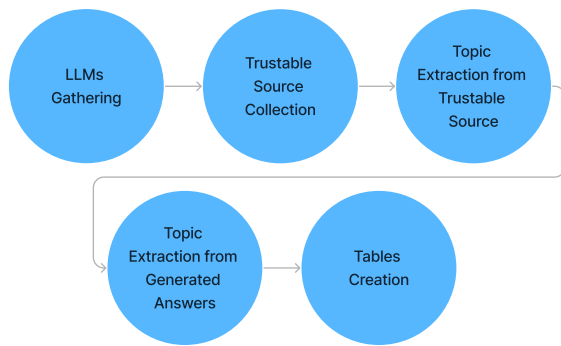 LLMs
Gathering
Trustable
Source
Collection
Topic
Extraction from
Trustable
Source
Topic
Extraction from
Generated
Answers
Tables
Creation